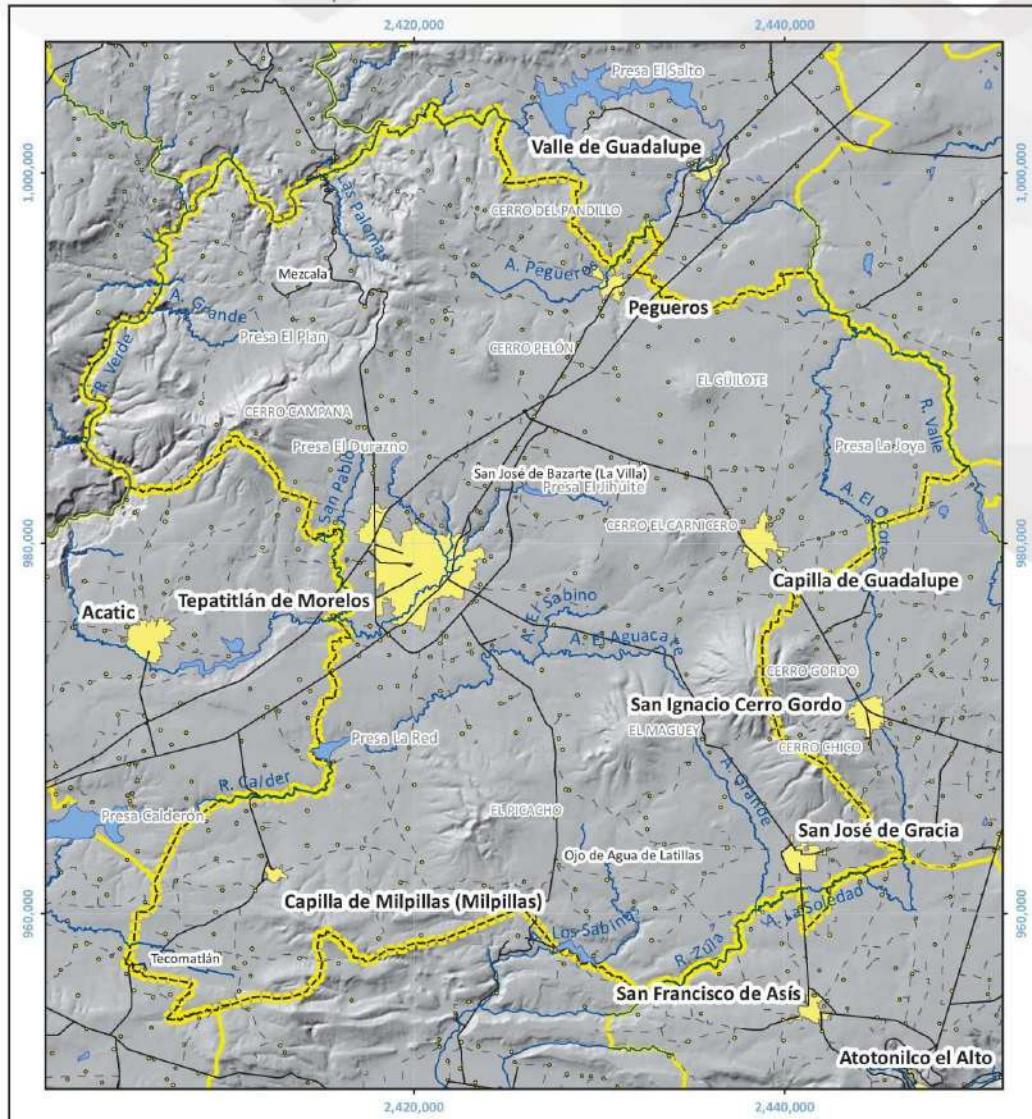 2,420,000
2,440,000
Presa El Salto
Valle de Guadalupe
1,000,000
1,000,000
Las Palomas
CERRO DEL PANDILLO
Mezcala
A. Pegueros
Pegueros
A. Grande
Presa El Plan
R. Verde
CERRO PELÓN
EL GÜILOTE
CERRO CAMPANA
Presa El Durazno
R. Valle
Presa La Joya
San José de Bazarte (La Villa)
San Pablo
Presa El Jihuite
A. El
CERRO EL CARNICERO
980,000
980,000
Capilla de Guadalupe
Tepatitlán de Morelos
Acatic
A. El Sabino
A. El Aguaca e
CERRO GORDO
San Ignacio Cerro Gordo
EL MAGUEY
Presa La Red
CERRO CHICO
R. Calder
A. Grande
Presa Calderón
EL PICACHO
San José de Gracia
Ojo de Agua de Latillas
Capilla de Milpillas (Milpillas)
960,000
960,000
A. La Soledad
Los Sabino
R. Zula
Tecomatlán
San Francisco de Asís
Atotonilco el Alto
2,420,000
2,440,000